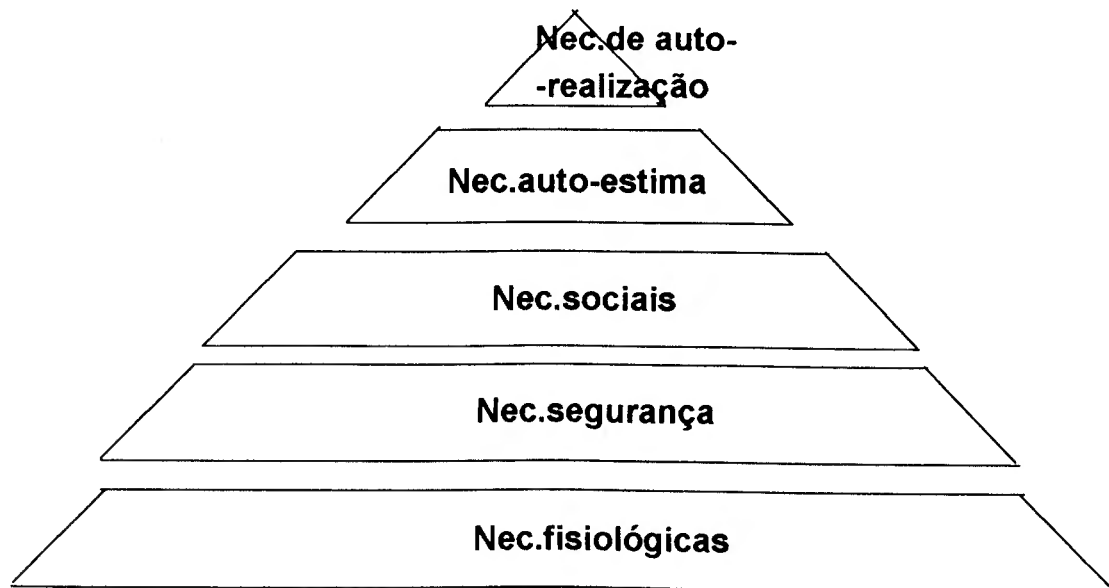 Nec.de auto-
-realização
Nec.auto-estima
Nec.sociais
Nec.segurança
Nec.fisiológicas